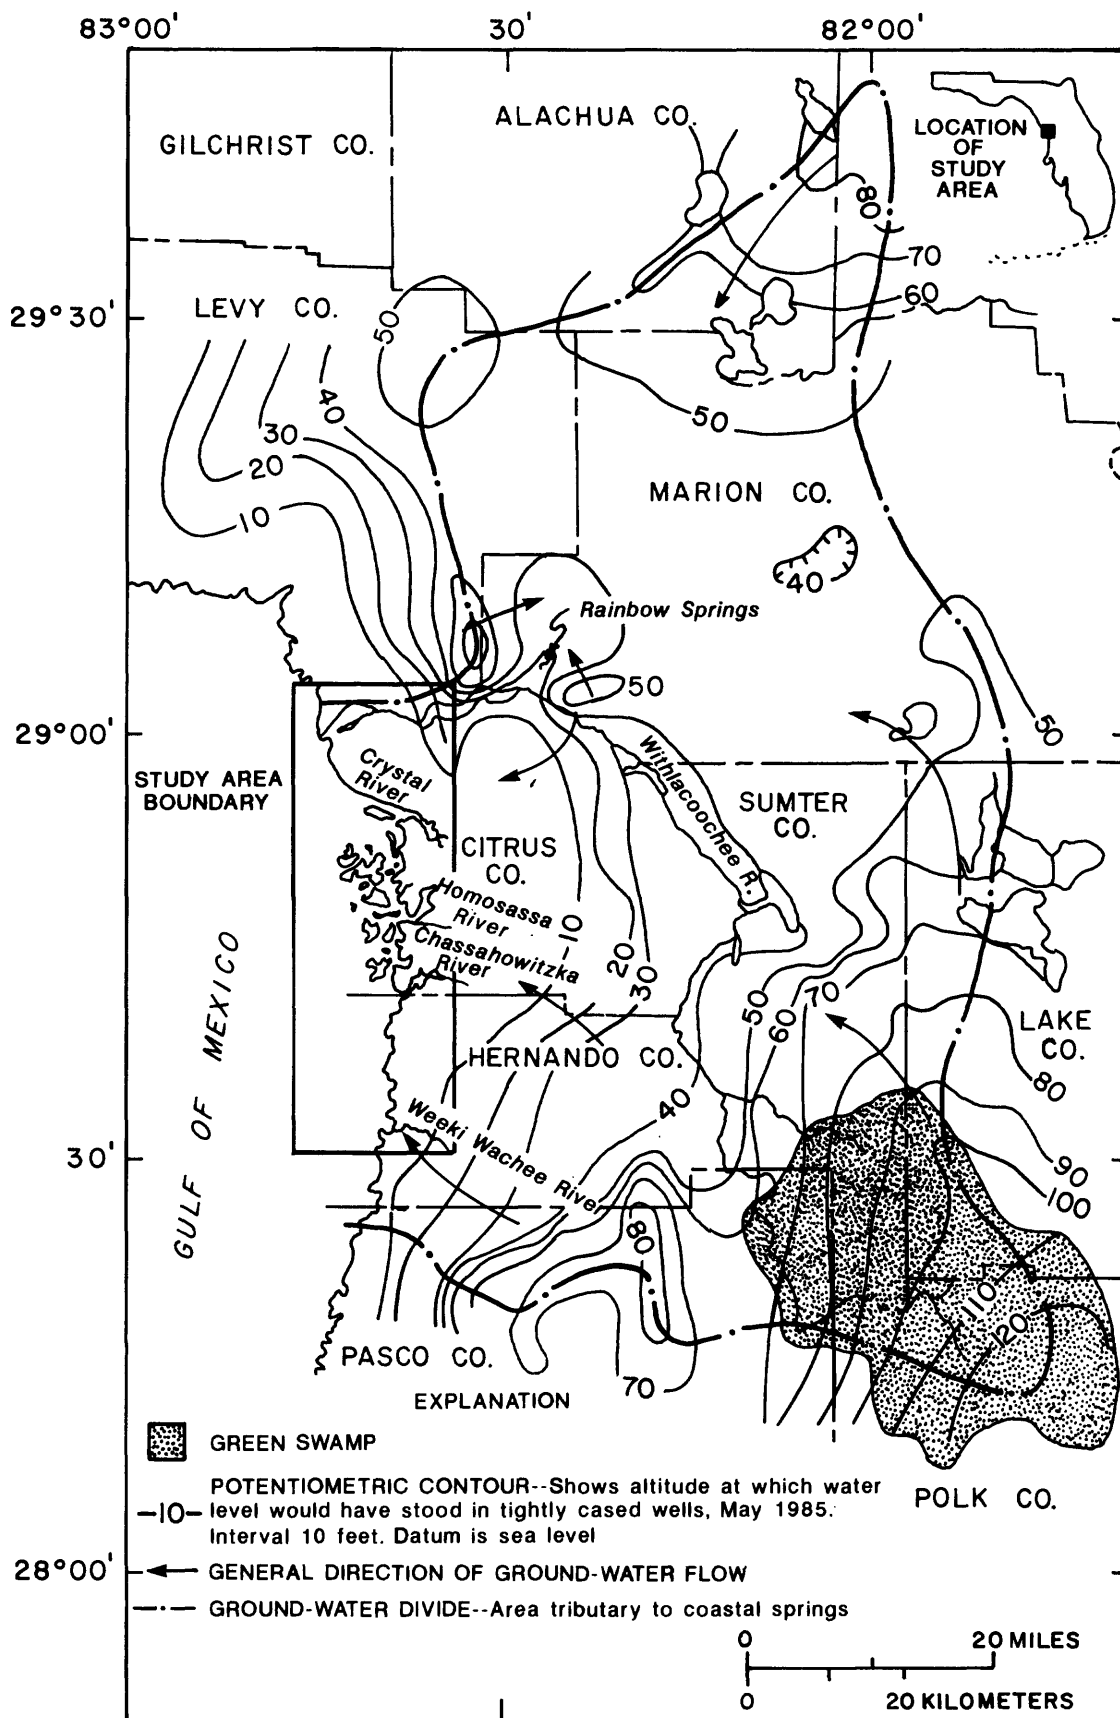 83°00'
30'
82°00'
GILCHRIST CO.
ALACHUA CO.
LOCATION
OF
STUDY
AREA
80
70
60
29°30'
LEVY CO.
50
40
30
20
10
50
MARION CO.
40
Rainbow Springs
50
50
29°00'
STUDY AREA
BOUNDARY
Crystal
River
Withlacoochee R.
SUMTER
CO.
CITRUS
CO.
Homosassa
River
Chassahowitzka
River
10
20
30
50
60
70
GULF OF MEXICO
HERNANDO CO.
LAKE
CO.
80
40
Weeki Wachee River
30'
90
100
80
110
120
PASCO CO.
70
EXPLANATION
GREEN SWAMP
POTENTIOMETRIC CONTOUR--Shows altitude at which water
-10- level would have stood in tightly cased wells, May 1985.
Interval 10 feet. Datum is sea level
POLK CO.
28°00'
GENERAL DIRECTION OF GROUND-WATER FLOW
GROUND-WATER DIVIDE--Area tributary to coastal springs
0 20 MILES
0 20 KILOMETERS